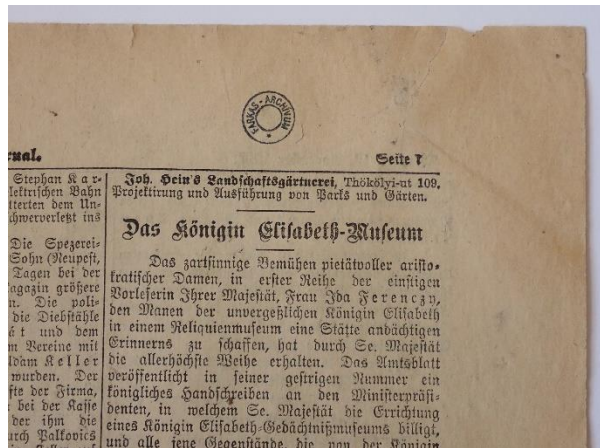 FARKAS-ARCHIVUM
rnal.
Seite 7
Stephan Kar-
lektrischen Bahn
tterten dem Un-
chwerverletzt ins
Die Spezerei-
Sohn (Neupest,
Tagen bei der
agazin größere
n. Die poli-
die Diebstähle
ät und dem
m Vereine mit
ldam Keller
wurden. Der
fte der Firma,
bei der Kasse
der ihm die
urch Palkovics
Joh. Hein's Landschaftsgärtnerei, Thökölyi-ut 109,
Projektirung und Ausführung von Parks und Gärten.
Das Königin Elisabeth-Museum
Das zartsinnige Bemühen pietätvoller aristo-
kratischer Damen, in erster Reihe der einstigen
Vorleserin Ihrer Majestät, Frau Ida Ferenczy,
den Manen der unvergeßlichen Königin Elisabeth
in einem Reliquienmuseum eine Stätte andächtigen
Erinnerns zu schaffen, hat durch Se. Majestät
die allerhöchste Weihe erhalten. Das Amtsblatt
veröffentlicht in seiner gestrigen Nummer ein
königliches Handschreiben an den Ministerpräsi-
denten, in welchem Se. Majestät die Errichtung
eines Königin Elisabeth-Gedächtnißmuseums billigt,
und alle jene Gegenstände, die von der Königin